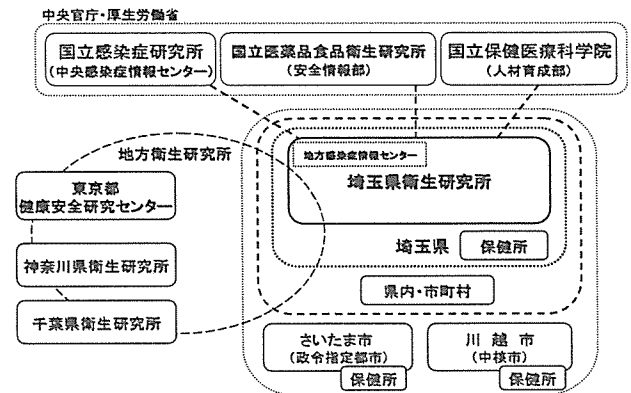 中央官庁・厚生労働省
国立感染症研究所
(中央感染症情報センター)
国立医薬品食品衛生研究所
(安全情報部)
国立保健医療科学院
(人材育成部)
地方衛生研究所
地方感染症情報センター
埼玉県衛生研究所
東京都
健康安全研究センター
埼玉県
保健所
神奈川県衛生研究所
県内・市町村
千葉県衛生研究所
さいたま市
(政令指定都市)
保健所
川越市
(中核市)
保健所